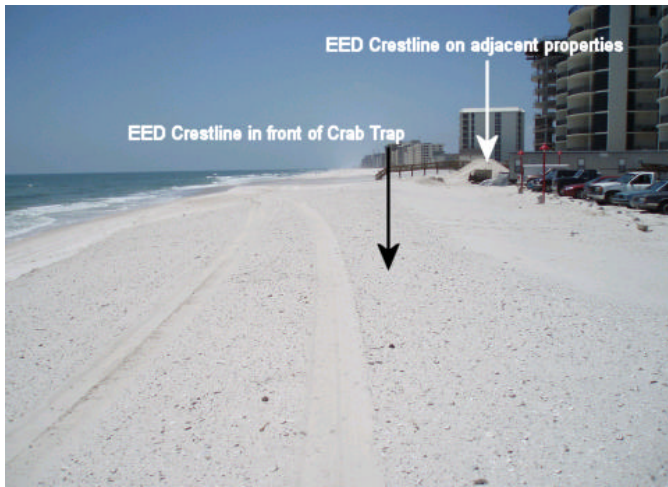 EED Crestline on adjacent properties
EED Crestline in front of Crab Trap